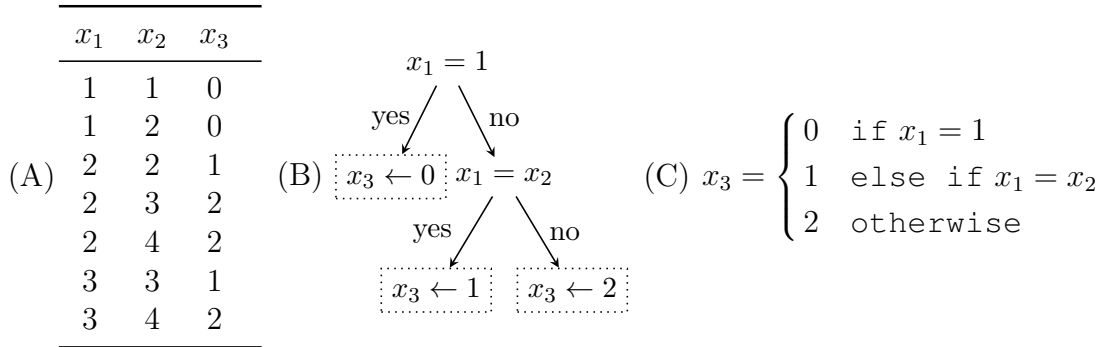 x₁ x₂ x₃
1 1 0
1 2 0
2 2 1
2 3 2
2 4 2
3 3 1
3 4 2
(A)
(B)
x₁ = 1
yes no
x₃ ← 0 x₁ = x₂
yes no
x₃ ← 1 x₃ ← 2
(C) x₃ = {
0 if x₁ = 1
1 else if x₁ = x₂
2 otherwise